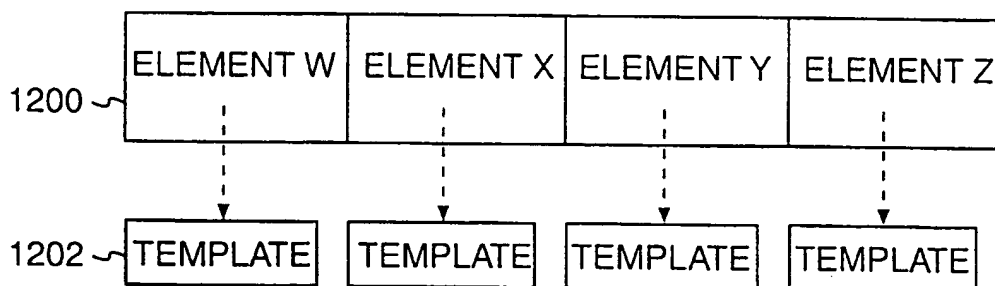 ELEMENT W ELEMENT X ELEMENT Y ELEMENT Z
1200
1202 TEMPLATE TEMPLATE TEMPLATE TEMPLATE